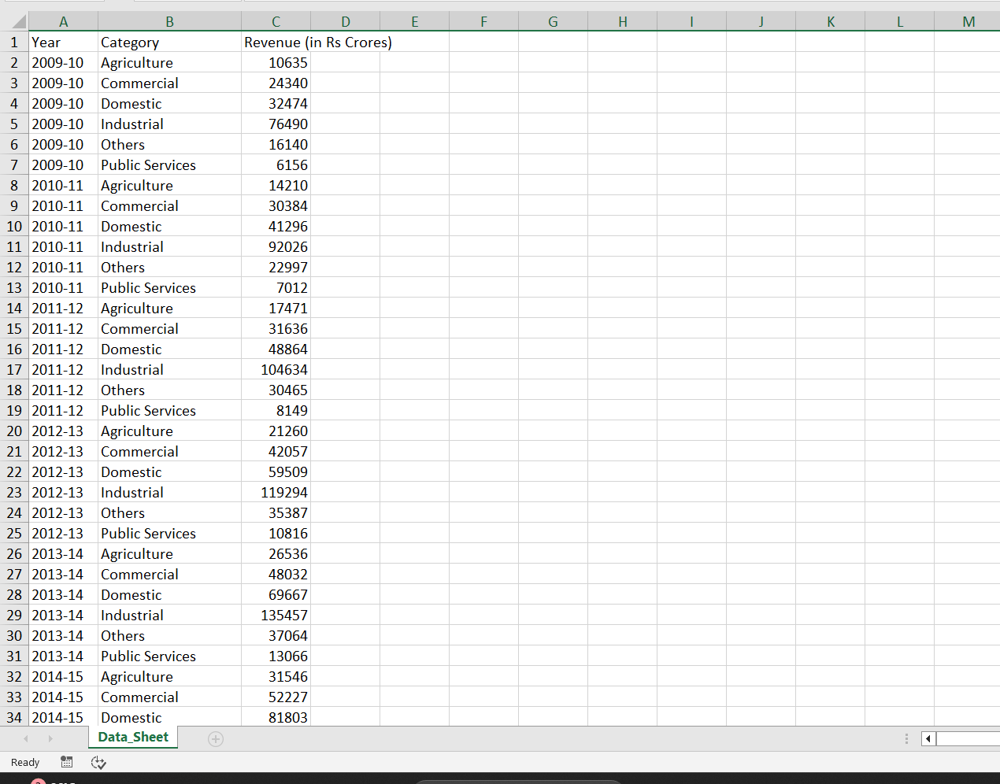 A B C D E F G H I J K L M
1 Year Category Revenue (in Rs Crores)
2 2009-10 Agriculture 10635
3 2009-10 Commercial 24340
4 2009-10 Domestic 32474
5 2009-10 Industrial 76490
6 2009-10 Others 16140
7 2009-10 Public Services 6156
8 2010-11 Agriculture 14210
9 2010-11 Commercial 30384
10 2010-11 Domestic 41296
11 2010-11 Industrial 92026
12 2010-11 Others 22997
13 2010-11 Public Services 7012
14 2011-12 Agriculture 17471
15 2011-12 Commercial 31636
16 2011-12 Domestic 48864
17 2011-12 Industrial 104634
18 2011-12 Others 30465
19 2011-12 Public Services 8149
20 2012-13 Agriculture 21260
21 2012-13 Commercial 42057
22 2012-13 Domestic 59509
23 2012-13 Industrial 119294
24 2012-13 Others 35387
25 2012-13 Public Services 10816
26 2013-14 Agriculture 26536
27 2013-14 Commercial 48032
28 2013-14 Domestic 69667
29 2013-14 Industrial 135457
30 2013-14 Others 37064
31 2013-14 Public Services 13066
32 2014-15 Agriculture 31546
33 2014-15 Commercial 52227
34 2014-15 Domestic 81803
Data_Sheet
Ready